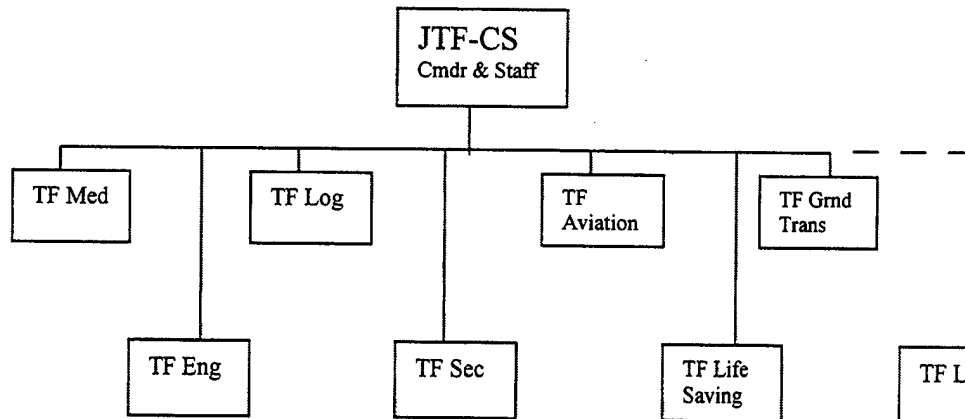 JTF-CS
Cmdr & Staff
TF Med
TF Log
TF
Aviation
TF Grnd
Trans
TF Eng
TF Sec
TF Life
Saving
TF L